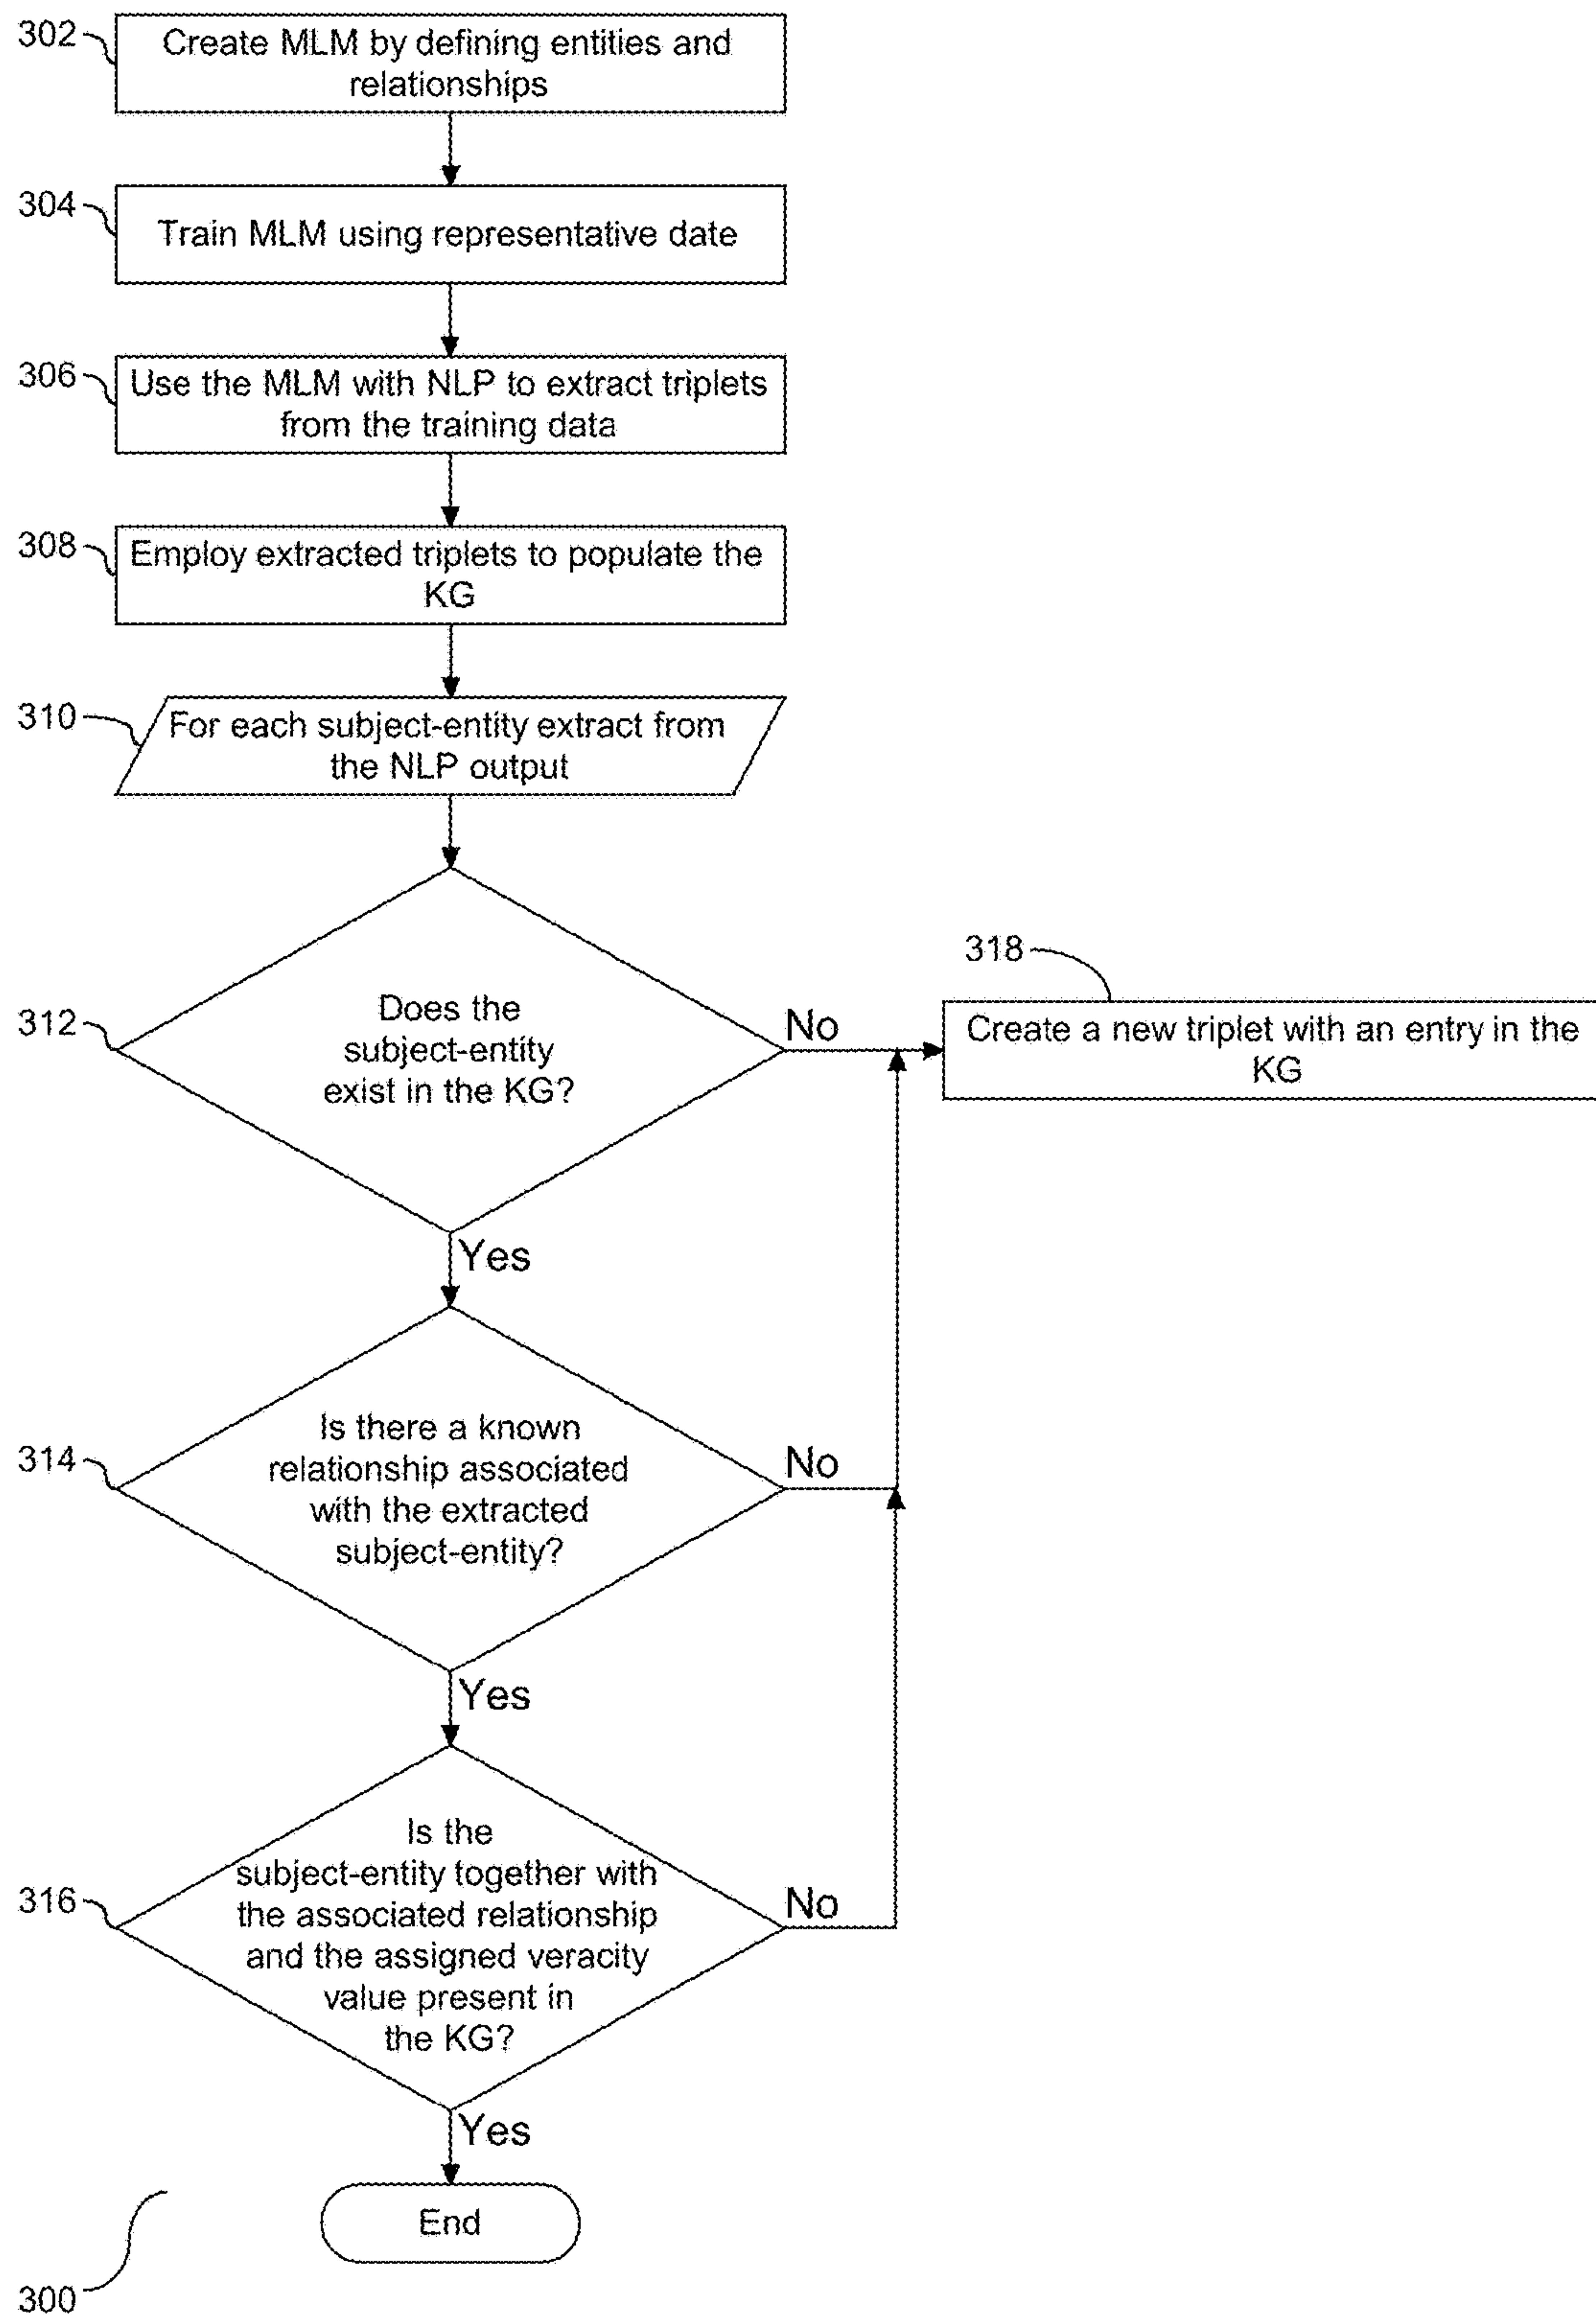 302
Create MLM by defining entities and
relationships
304
Train MLM using representative date
306
Use the MLM with NLP to extract triplets
from the training data
308
Employ extracted triplets to populate the
KG
310
For each subject-entity extract from
the NLP output
312
Does the
subject-entity
exist in the KG?
No
318
Create a new triplet with an entry in the
KG
Yes
314
Is there a known
relationship associated
with the extracted
subject-entity?
No
Yes
316
Is the
subject-entity together with
the associated relationship
and the assigned veracity
value present in
the KG?
No
Yes
End
300